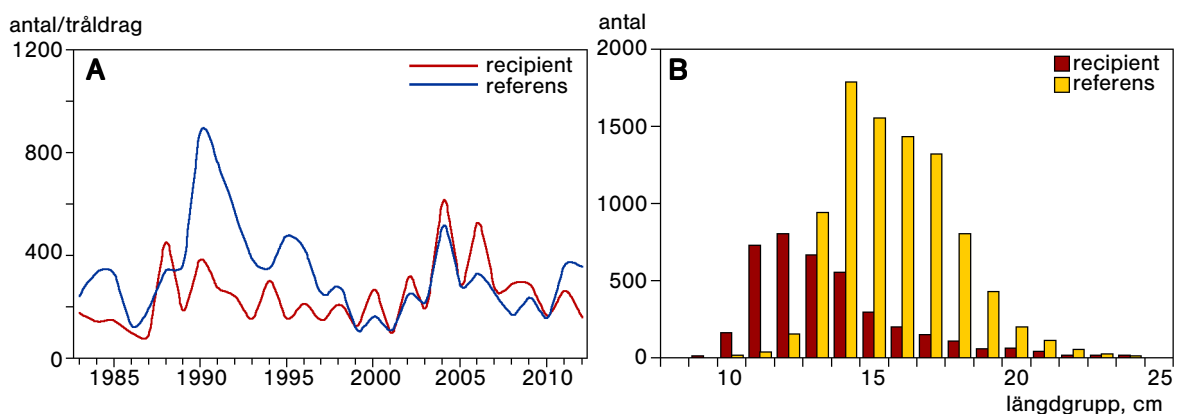 antal/tråldrag
1200
800
400
0
A
recipient
referens
1985 1990 1995 2000 2005 2010
antal
2000
1500
1000
500
0
B
recipient
referens
10 15 20 25
längdgrupp, cm